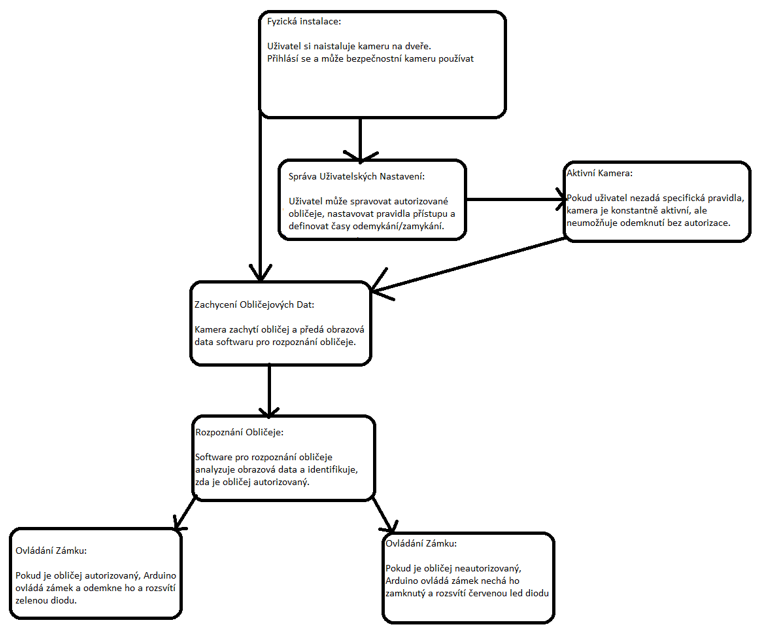 Fyzická instalace:
Uživatel si naistaluje kameru na dveře.
Přihlásí se a může bezpečnostní kameru používat
Správa Uživatelských Nastavení:
Uživatel může spravovat autorizované
obličeje, nastavovat pravidla přístupu a
definovat časy odemykání/zamykání.
Aktivní Kamera:
Pokud uživatel nezadá specifická pravidla,
kamera je konstantně aktivní, ale
neumožňuje odemknutí bez autorizace.
Zachycení Obličejových Dat:
Kamera zachytí obličej a předá obrazová
data softwaru pro rozpoznání obličeje.
Rozpoznání Obličeje:
Software pro rozpoznání obličeje
analyzuje obrazová data a identifikuje,
zda je obličej autorizovaný.
Ovládání Zámku:
Pokud je obličej autorizovaný, Arduino
ovládá zámek a odemkne ho a rozsvítí
zelenou diodu.
Ovládání Zámku:
Pokud je obličej neautorizovaný,
Arduino ovládá zámek nechá ho
zamknutý a rozsvítí červenou led diodu